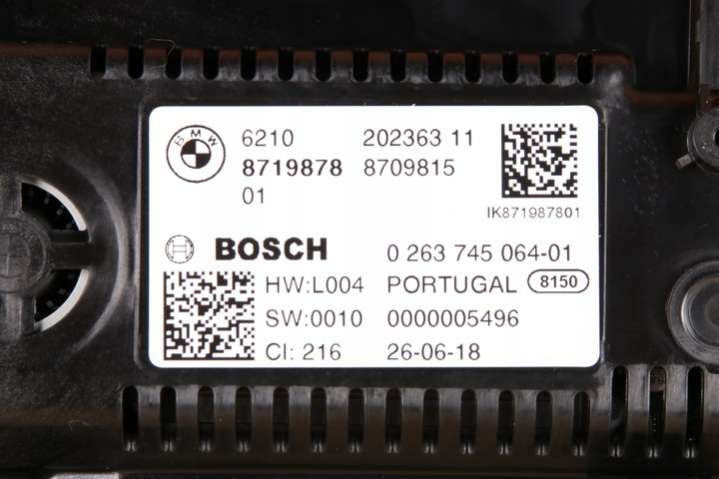 BMW
6210 202363 11
8719878 8709815
01
IK871987801
BOSCH 0 263 745 064-01
HW:L004 PORTUGAL 8150
SW:0010 0000005496
CI: 216 26-06-18